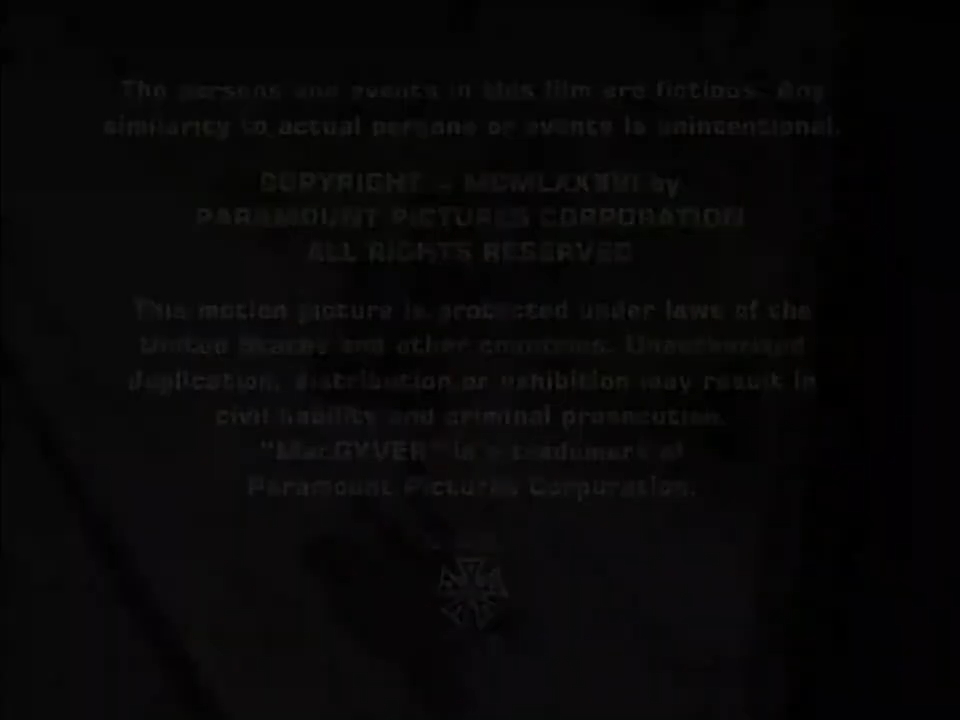 The persons and events in this film are fictious. Any
similarity to actual persons or events is unintentional.
COPYRIGHT - by
PARAMOUNT PICTURES CORPORATION
ALL RIGHTS RESERVED
This motion picture is protected under laws of the
United States and other countries. Unauthorized
duplication, distribution or exhibition may result in
civil liability and criminal prosecution.
"MacGYVER" is a trademark of
Paramount Pictures Corporation.